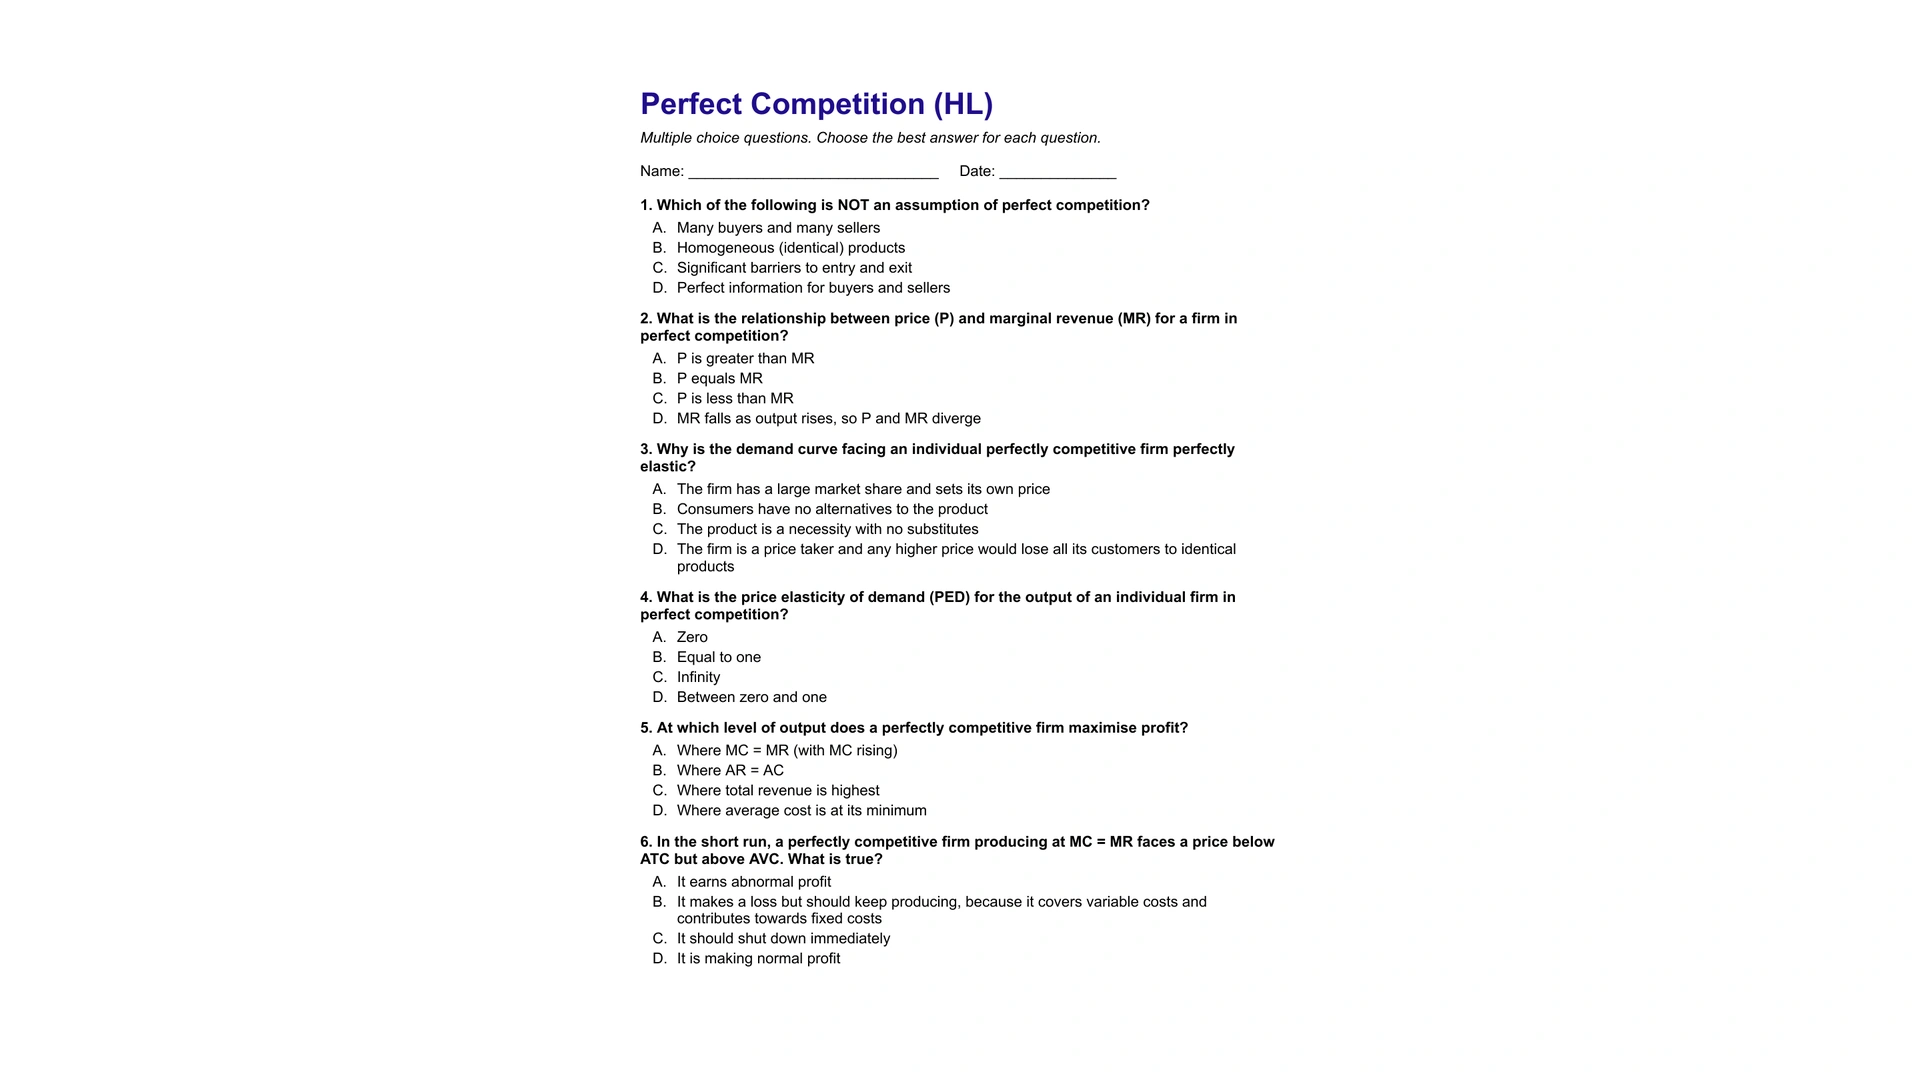 Perfect Competition (HL)
Multiple choice questions. Choose the best answer for each question.
Name: ______________________________ Date: ______________
1. Which of the following is NOT an assumption of perfect competition?
A. Many buyers and many sellers
B. Homogeneous (identical) products
C. Significant barriers to entry and exit
D. Perfect information for buyers and sellers
2. What is the relationship between price (P) and marginal revenue (MR) for a firm in
perfect competition?
A. P is greater than MR
B. P equals MR
C. P is less than MR
D. MR falls as output rises, so P and MR diverge
3. Why is the demand curve facing an individual perfectly competitive firm perfectly
elastic?
A. The firm has a large market share and sets its own price
B. Consumers have no alternatives to the product
C. The product is a necessity with no substitutes
D. The firm is a price taker and any higher price would lose all its customers to identical
products
4. What is the price elasticity of demand (PED) for the output of an individual firm in
perfect competition?
A. Zero
B. Equal to one
C. Infinity
D. Between zero and one
5. At which level of output does a perfectly competitive firm maximise profit?
A. Where MC = MR (with MC rising)
B. Where AR = AC
C. Where total revenue is highest
D. Where average cost is at its minimum
6. In the short run, a perfectly competitive firm producing at MC = MR faces a price below
ATC but above AVC. What is true?
A. It earns abnormal profit
B. It makes a loss but should keep producing, because it covers variable costs and
contributes towards fixed costs
C. It should shut down immediately
D. It is making normal profit